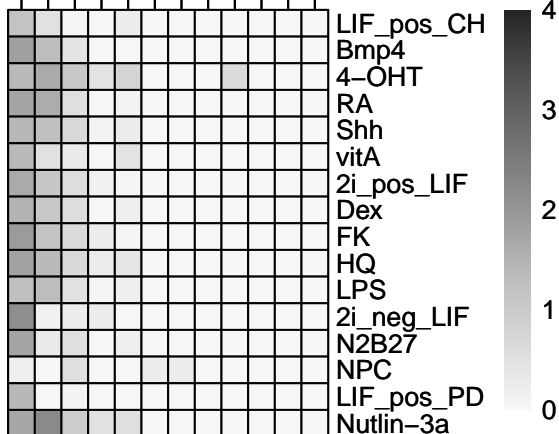 LIF_pos_CH
Bmp4
4−OHT
RA
Shh
vitA
2i_pos_LIF
Dex
FK
HQ
LPS
2i_neg_LIF
N2B27
NPC
LIF_pos_PD
Nutlin−3a
4
3
2
1
0